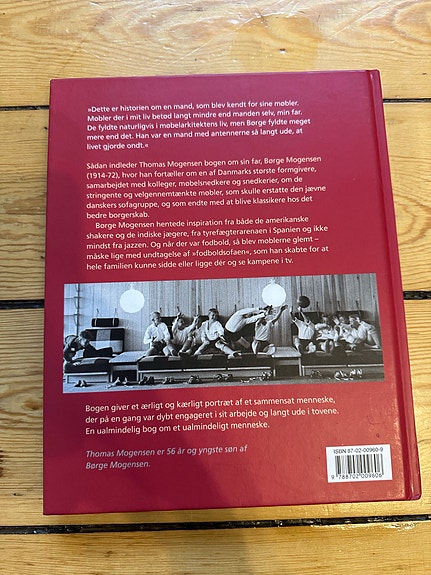 »Dette er historien om en mand, som blev kendt for sine møbler.
Møbler der i mit liv betød langt mindre end manden selv, min far.
De fyldte naturligvis i møbelarkitektens liv, men Børge fyldte meget
mere end det. Han var en mand med antennerne så langt ude, at
livet gjorde ondt.«
Sådan indleder Thomas Mogensen bogen om sin far, Børge Mogensen
(1914-72), hvor han fortæller om en af Danmarks største formgivere,
samarbejdet med kolleger, møbelsnedkere og snedkerier, om de
stringente og velgennemtænkte møbler, som skulle erstatte den jævne
danskers sofagruppe, og som endte med at blive klassikere hos det
bedre borgerskab.
Børge Mogensen hentede inspiration fra både de amerikanske
shakere og de indiske jægere, fra tyrefægterarenaen i Spanien og ikke
mindst fra jazzen. Og når der var fodbold, så blev møblerne glemt –
måske lige med undtagelse af »fodboldsofaen«, som han skabte for at
hele familien kunne sidde eller ligge dér og se kampene i tv.
Bogen giver et ærligt og kærligt portræt af et sammensat menneske,
der på en gang var dybt engageret i sit arbejde og langt ude i tovene.
En ualmindelig bog om et ualmindeligt menneske.
Thomas Mogensen er 56 år og yngste søn af
Børge Mogensen.
ISBN 87-02-00960-9
9 788702 009606